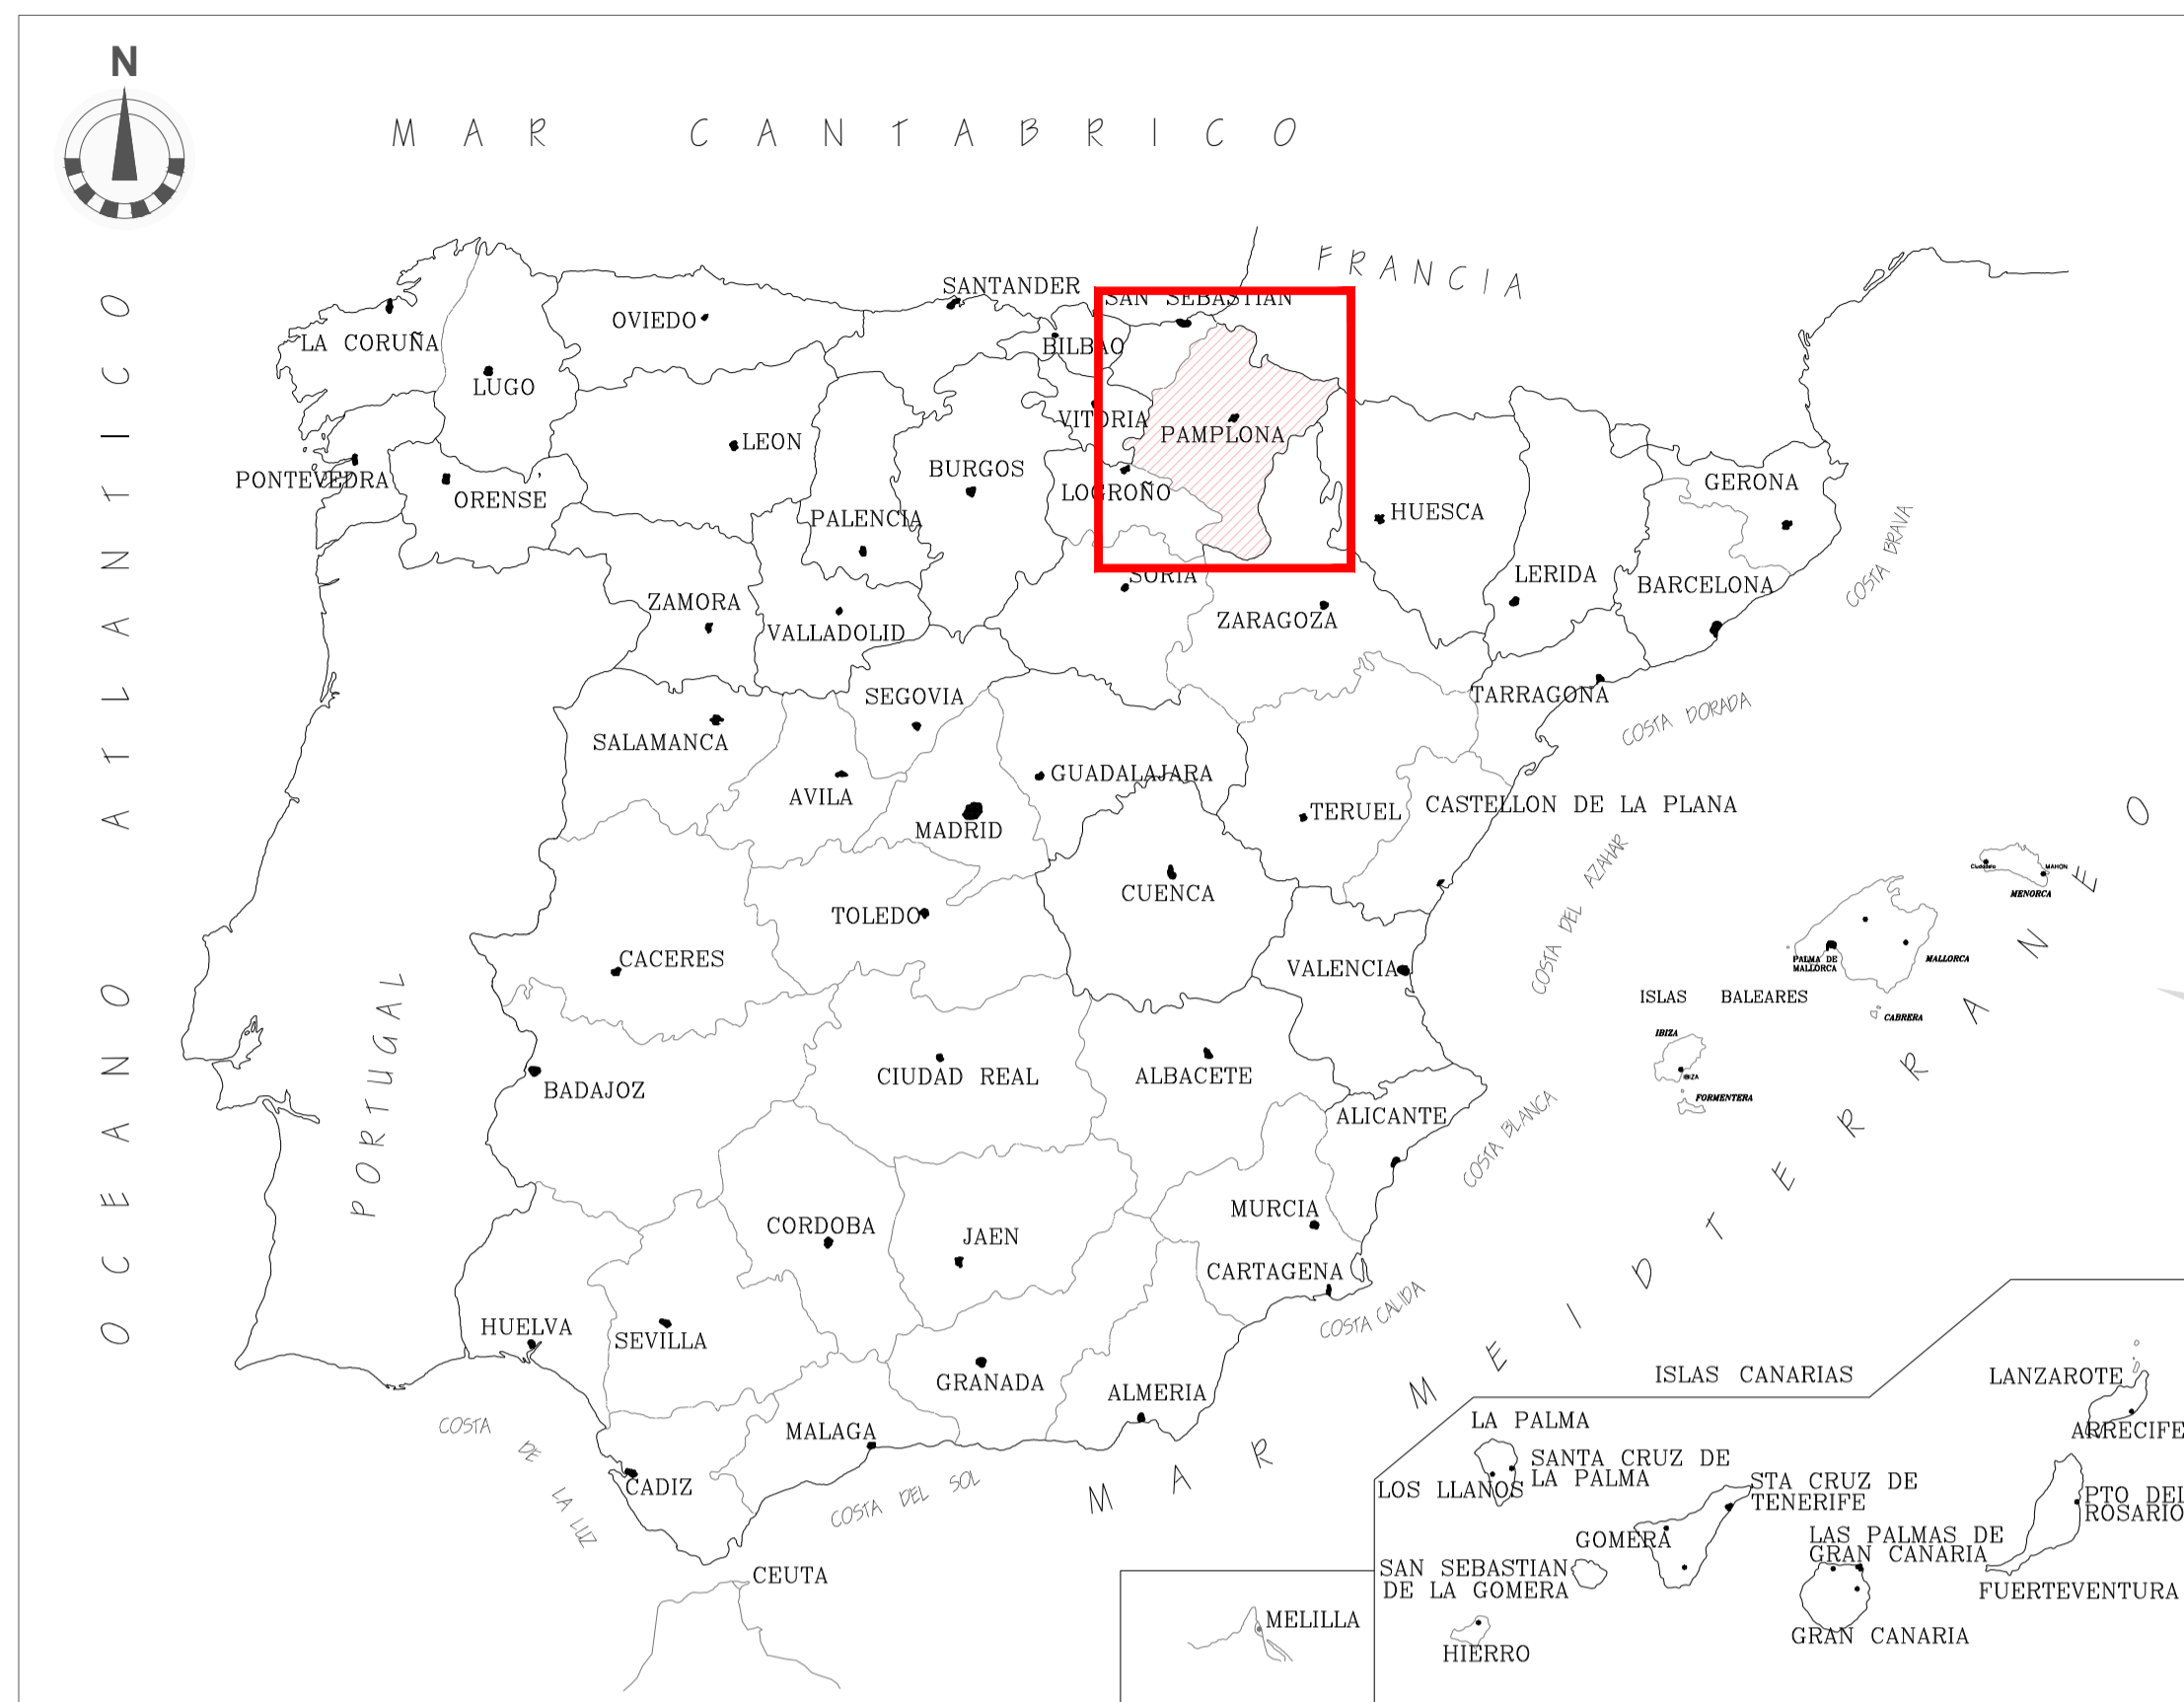 N
MAR CANTABRICO
FRANCIA
OCEANO ATLANTICO
SANTANDER
SAN SEBASTIAN
OVIEDO
LA CORUÑA
BILBAO
LUGO
VITORIA
PAMPLONA
LEON
BURGOS
PONTEVEDRA
ORENSE
LOGROÑO
GERONA
HUESCA
PALENCIA
COSTA BRAVA
SORIA
LERIDA
BARCELONA
ZAMORA
VALLADOLID
ZARAGOZA
SEGOVIA
TARRAGONA
COSTA DORADA
SALAMANCA
GUADALAJARA
AVILA
MADRID
TERUEL
CASTELLON DE LA PLANA
CUENCA
COSTA DEL AZAHAR
TOLEDO
CACERES
VALENCIA
Ciudadela
MAHON
MENORCA
PALMA DE
MALLORCA
MALLORCA
ISLAS BALEARES
CABRERA
IBIZA
IBIZA
FORMENTERA
PORTUGAL
BADAJOZ
CIUDAD REAL
ALBACETE
ALICANTE
COSTA BLANCA
MURCIA
CORDOBA
JAEN
CARTAGENA
COSTA CALIDA
HUELVA
SEVILLA
GRANADA
ALMERIA
MALAGA
COSTA DE LA LUZ
CADIZ
COSTA DEL SOL
MAR MEIDTERRANEO
CEUTA
MELILLA
ISLAS CANARIAS
LANZAROTE
ARRECIFE
LA PALMA
SANTA CRUZ DE
LA PALMA
LOS LLANOS
STA CRUZ DE
TENERIFE
PTO DEL
ROSARIO
GOMERA
LAS PALMAS DE
GRAN CANARIA
SAN SEBASTIAN
DE LA GOMERA
FUERTEVENTURA
HIERRO
GRAN CANARIA